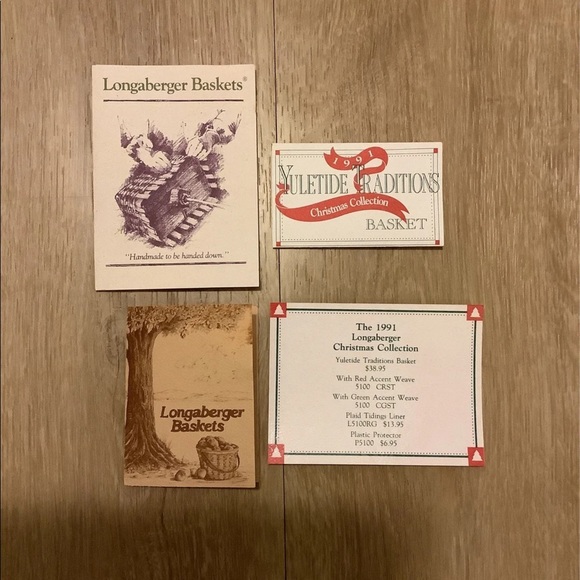 Longaberger Baskets®
"Handmade to be handed down."
1991
YULETIDE TRADITIONS
Christmas Collection
BASKET
Longaberger
Baskets
The 1991
Longaberger
Christmas Collection
Yuletide Traditions Basket
$38.95
With Red Accent Weave
5100 CRST
With Green Accent Weave
5100 CGST
Plaid Tidings Liner
L5100RG $13.95
Plastic Protector
P5100 $6.95